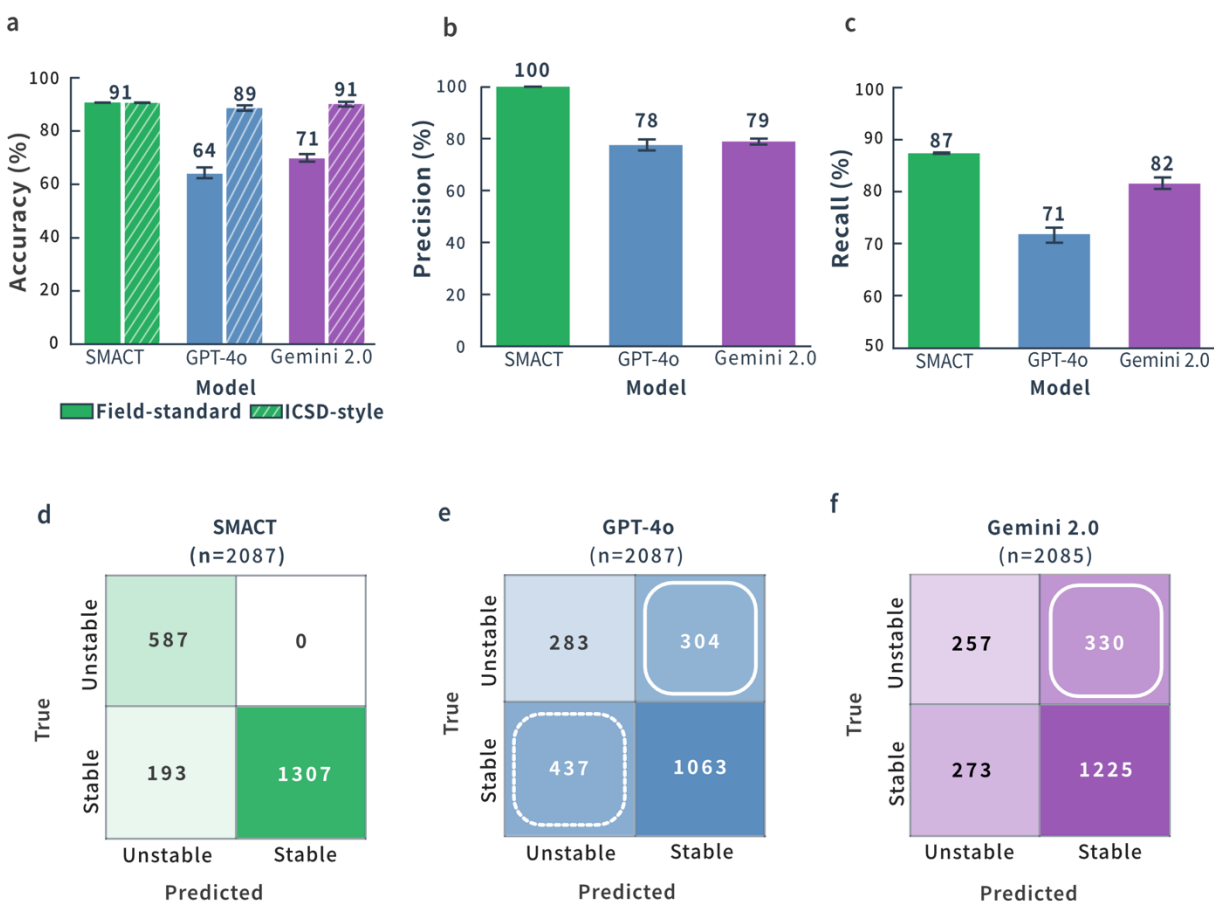 a
Accuracy (%)
100
80
60
40
20
0
91
64
89
71
91
SMACT
GPT-4o
Gemini 2.0
Model
Field-standard
ICSD-style
b
Precision (%)
100
80
60
40
20
0
100
78
79
SMACT
GPT-4o
Gemini 2.0
Model
c
Recall (%)
100
90
80
70
60
50
87
71
82
SMACT
GPT-4o
Gemini 2.0
Model
d
SMACT
(n=2087)
True
Unstable
Stable
587
0
193
1307
Unstable
Stable
Predicted
e
GPT-4o
(n=2087)
True
Unstable
Stable
283
304
437
1063
Unstable
Stable
Predicted
f
Gemini 2.0
(n=2085)
True
Unstable
Stable
257
330
273
1225
Unstable
Stable
Predicted